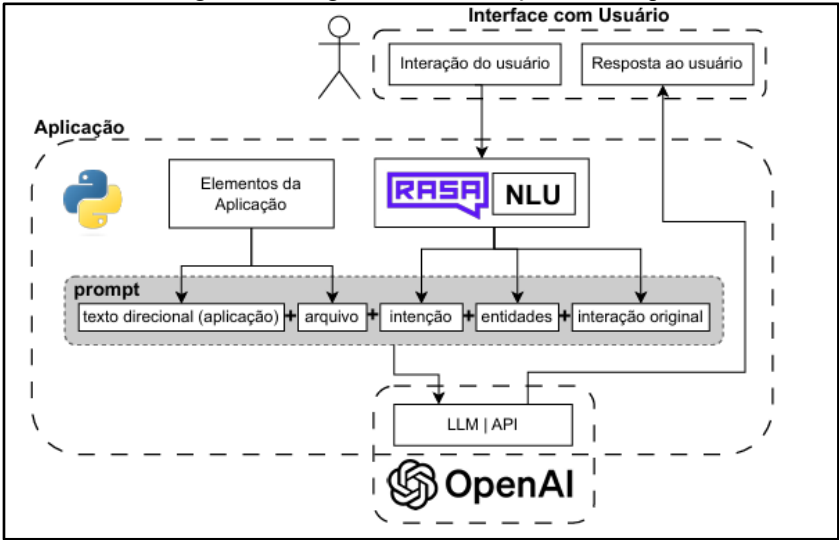 Interface com Usuário
Interação do usuário
Resposta ao usuário
Aplicação
Elementos da
Aplicação
RASA
NLU
prompt
texto direcional (aplicação) + arquivo + intenção + entidades + interação original
LLM | API
OpenAI